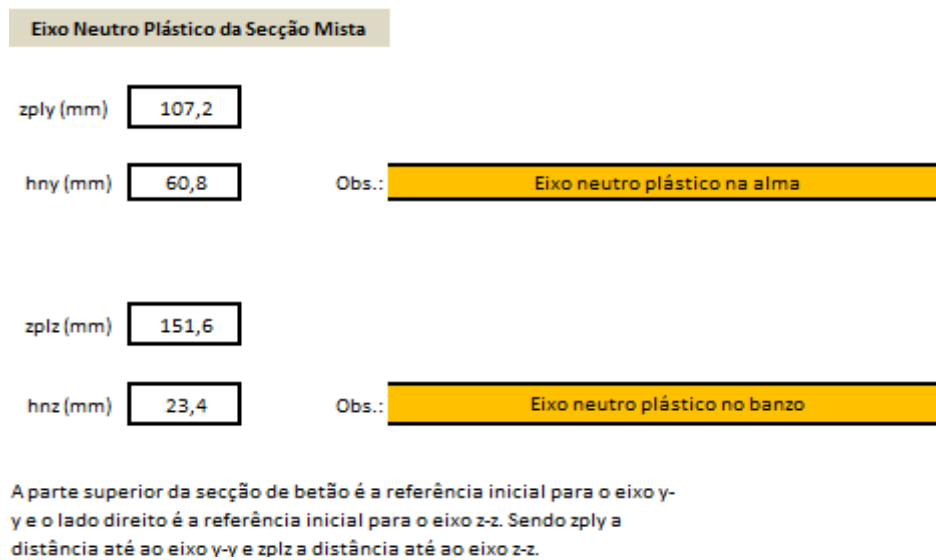 Eixo Neutro Plástico da Secção Mista
zply (mm) 107,2
hny (mm) 60,8 Obs.: Eixo neutro plástico na alma
zplz (mm) 151,6
hnz (mm) 23,4 Obs.: Eixo neutro plástico no banzo
A parte superior da secção de betão é a referência inicial para o eixo y-
y e o lado direito é a referência inicial para o eixo z-z. Sendo zply a
distância até ao eixo y-y e zplz a distância até ao eixo z-z.